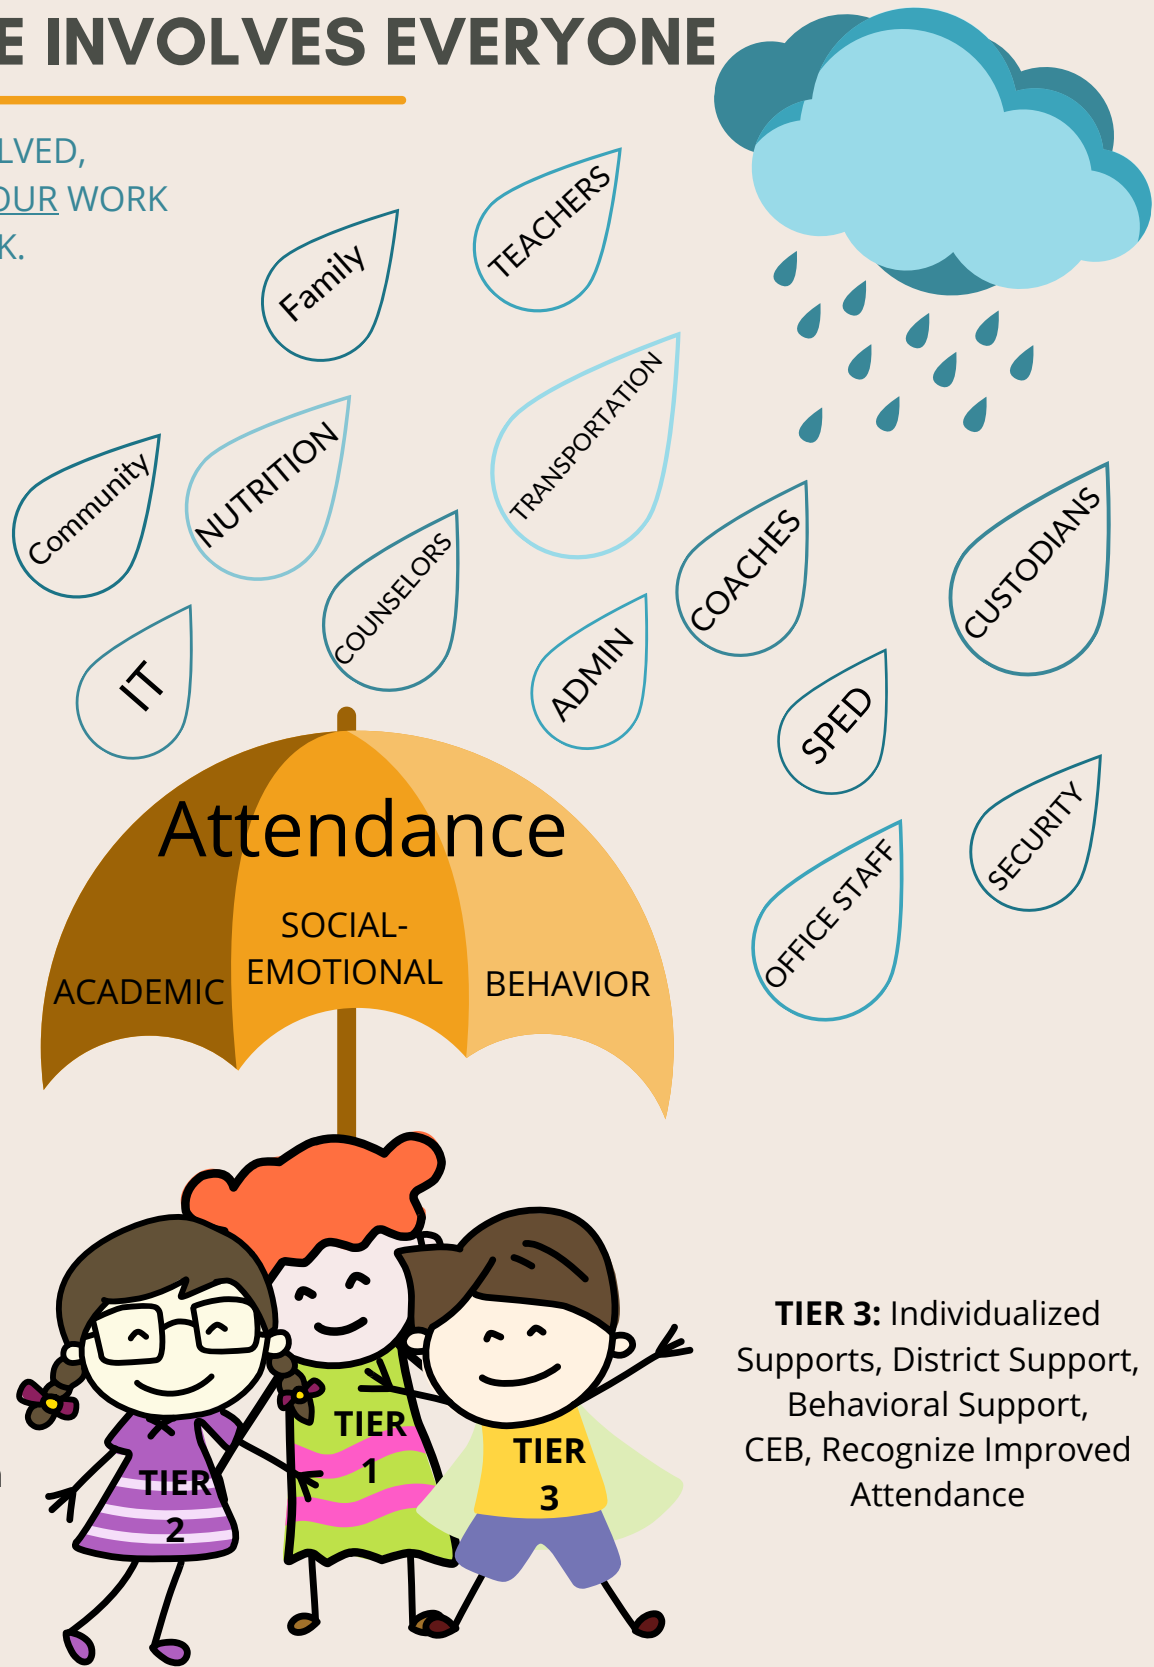 E INVOLVES EVERYONE
LVED,
OUR WORK
K.
TEACHERS
Family
TRANSPORTATION
NUTRITION
Community
COUNSELORS
COACHES
CUSTODIANS
IT
ADMIN
SPED
SECURITY
OFFICE STAFF
Attendance
SOCIAL-
EMOTIONAL
ACADEMIC
BEHAVIOR
TIER 3: Individualized
Supports, District Support,
Behavioral Support,
CEB, Recognize Improved
Attendance
TIER
1
TIER
3
TIER
2